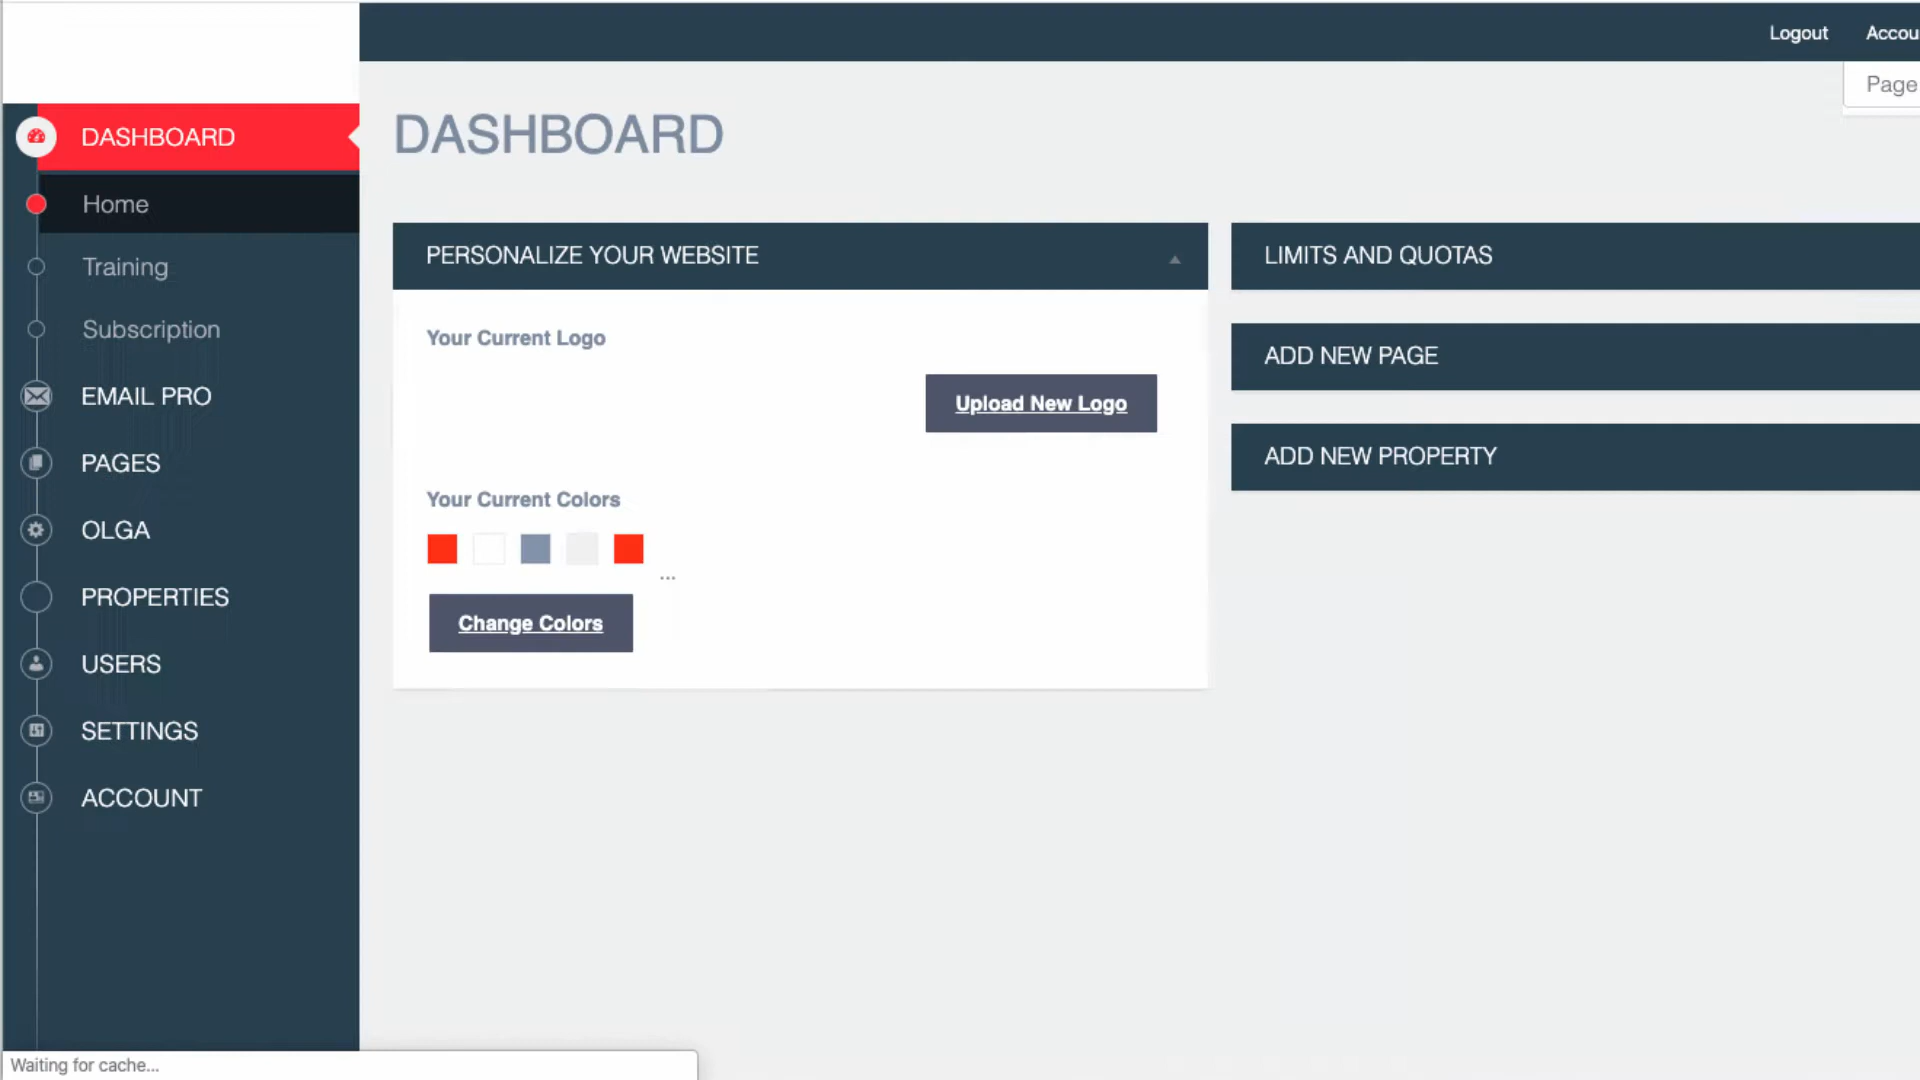 Logout
Page
DASHBOARD
DASHBOARD
Home
Training
Subscription
EMAIL PRO
PAGES
OLGA
PROPERTIES
USERS
SETTINGS
ACCOUNT
PERSONALIZE YOUR WEBSITE
Your Current Logo
Upload New Logo
Your Current Colors
...
Change Colors
LIMITS AND QUOTAS
ADD NEW PAGE
ADD NEW PROPERTY
Waiting for cache...